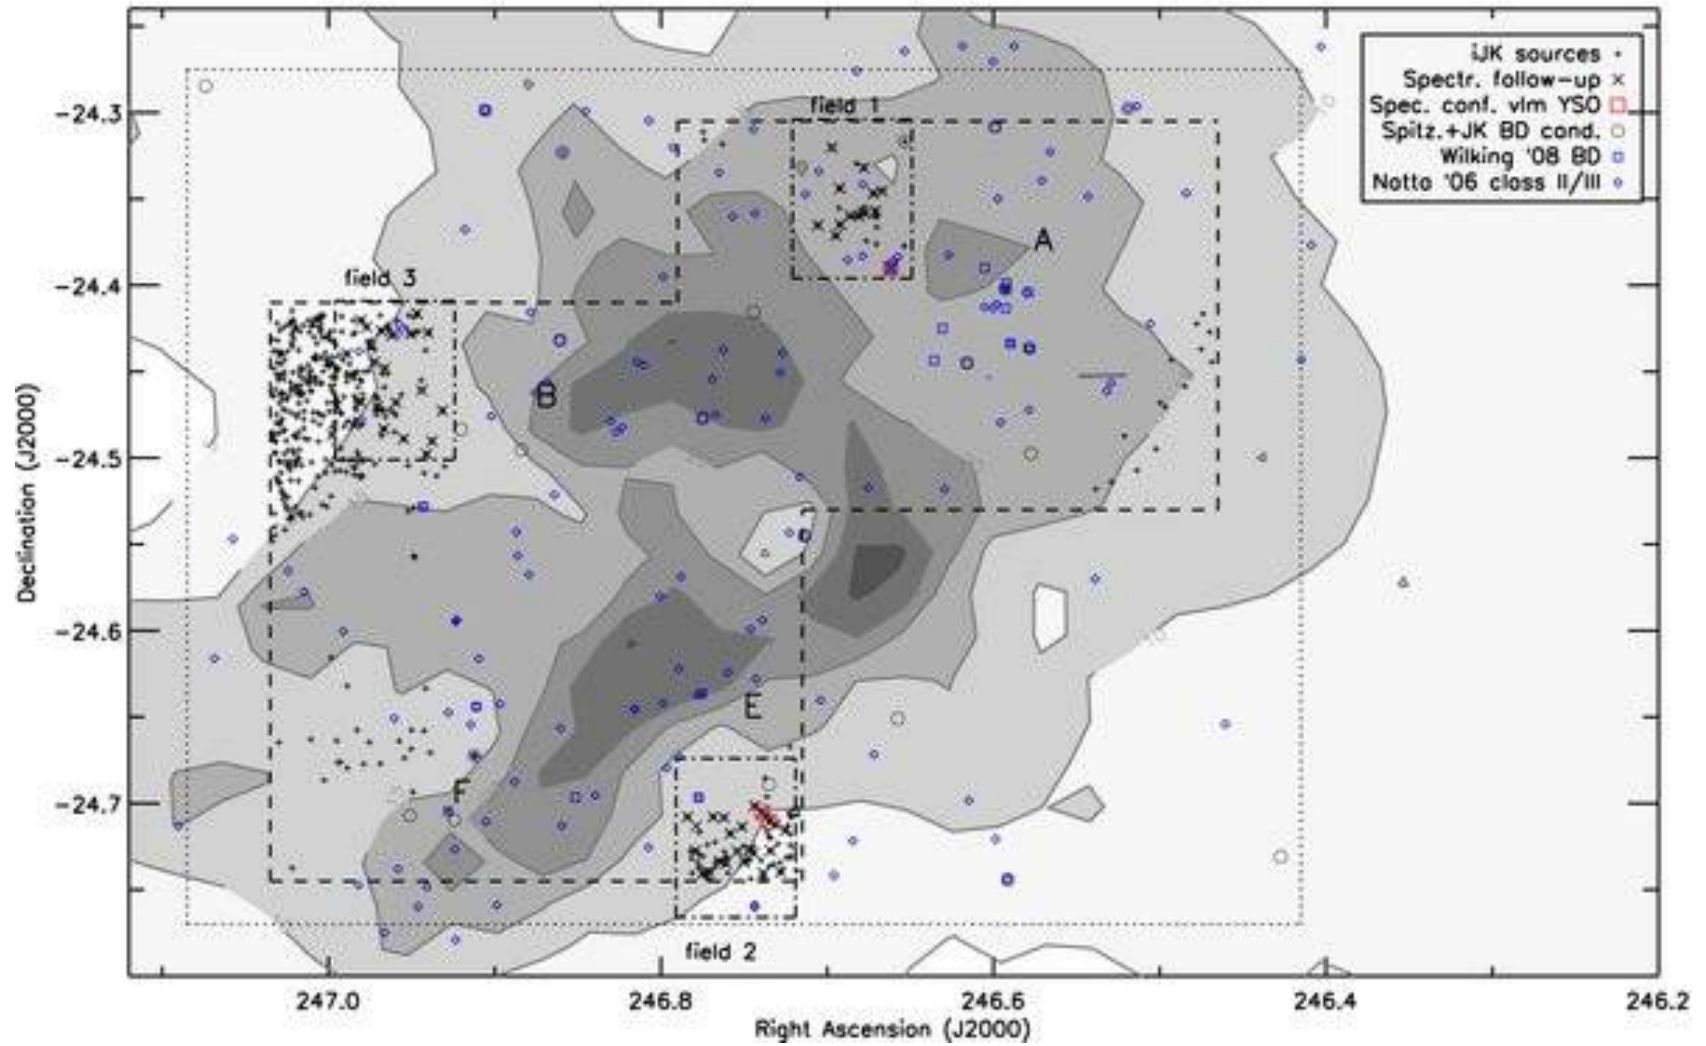 iJK sources
Spectr. follow-up
Spec. conf. vlm YSO
Spitz.+JK BD cond.
Wilking '08 BD
Natta '06 class II/III
field 1
field 3
A
B
E
F
field 2
-24.3
-24.4
-24.5
-24.6
-24.7
Declination (J2000)
247.0 246.8 246.6 246.4 246.2
Right Ascension (J2000)